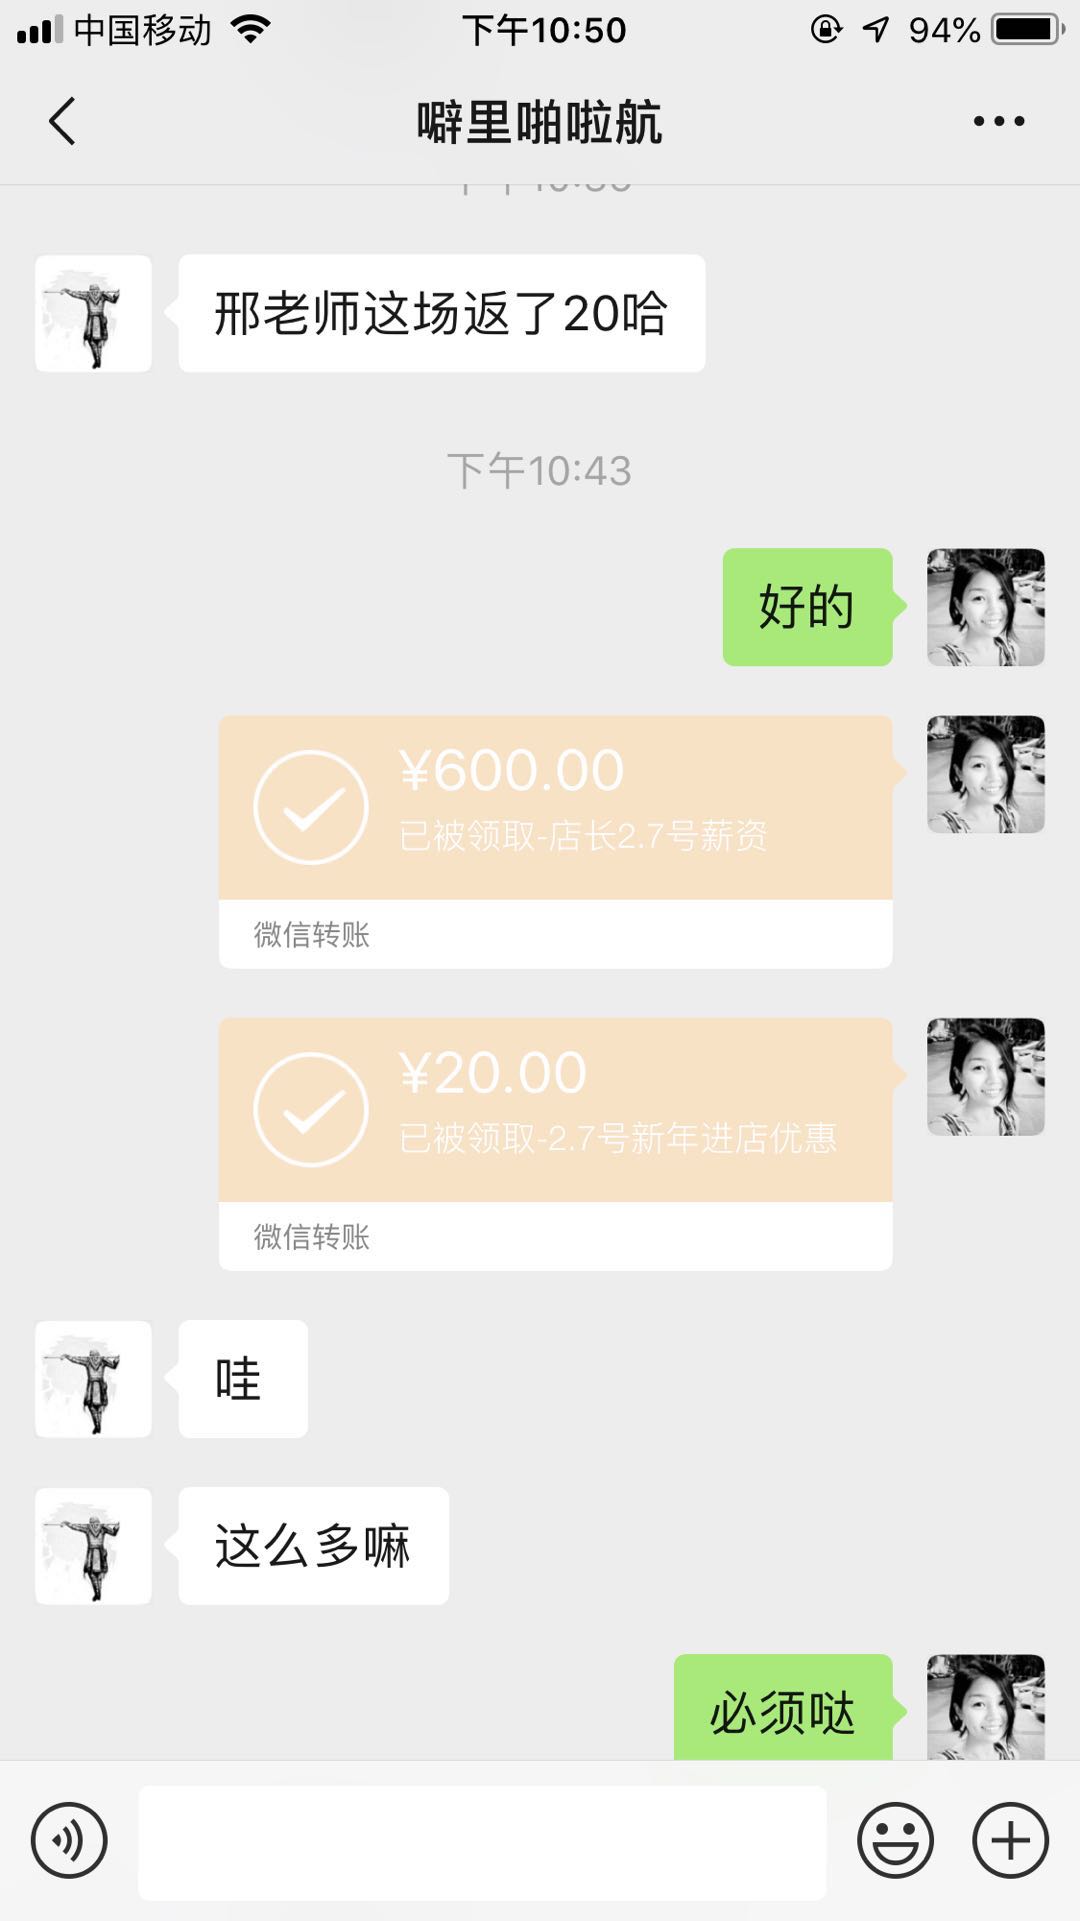 中国移动
下午10:50
94%
噼里啪啦航
邢老师这场返了20哈
下午10:43
好的
¥600.00
已被领取-店长2.7号薪资
微信转账
¥20.00
已被领取-2.7号新年进店优惠
微信转账
哇
这么多嘛
必须哒